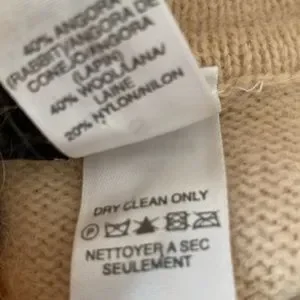 40% ANGORA
(RABBIT/ANGORA DE
CONEJO/ANGORA
(LAPIN)
40% WOOL/LANA/
LAINE
20% NYLON/NILON
DRY CLEAN ONLY
P
NETTOYER A SEC
SEULEMENT